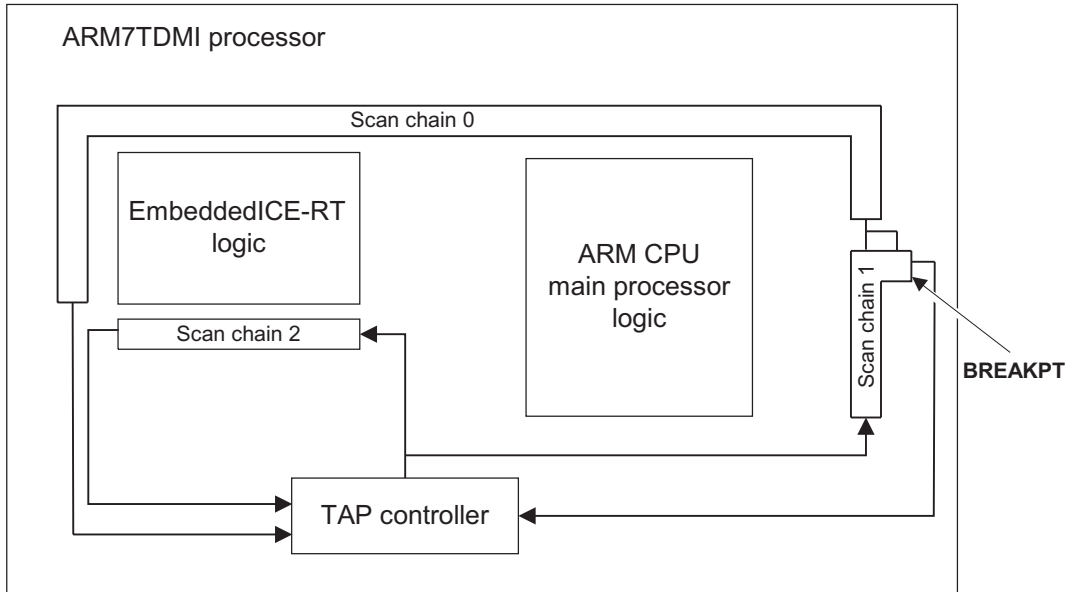 ARM7TDMI processor
Scan chain 0
EmbeddedICE-RT
logic
ARM CPU
main processor
logic
Scan chain 1
Scan chain 2
BREAKPT
TAP controller